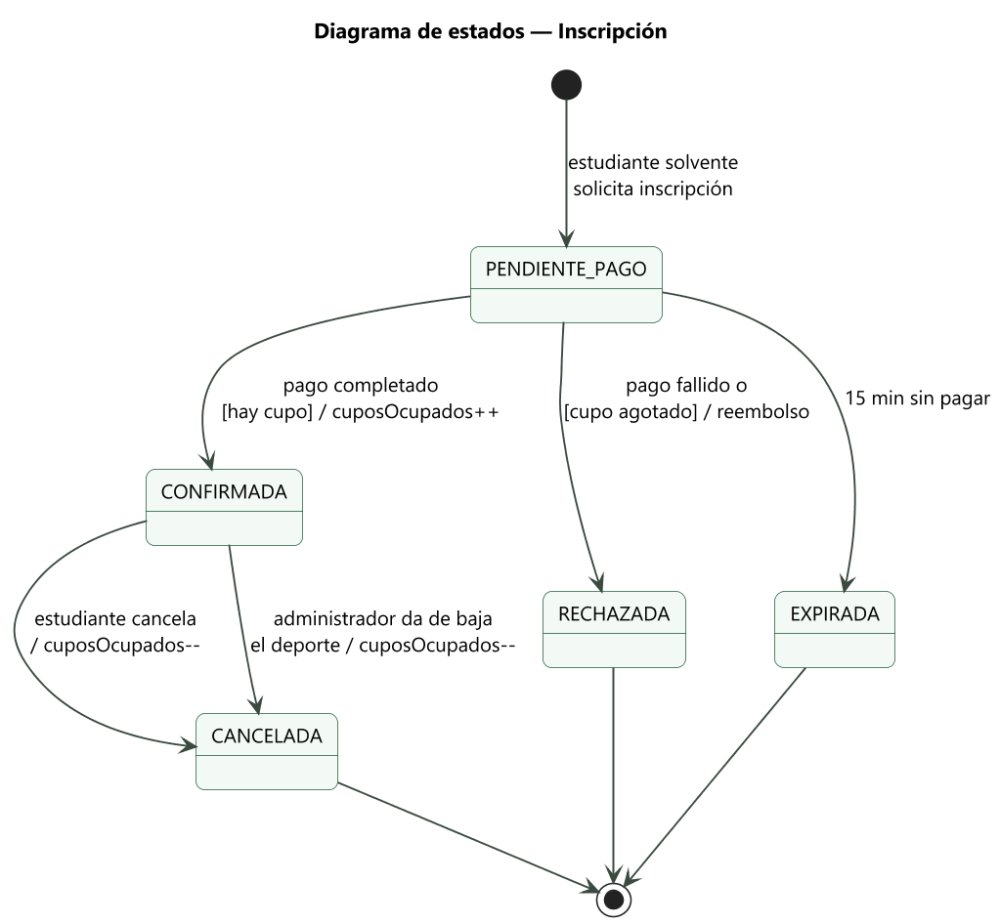 Diagrama de estados — Inscripción
estudiante solvente
solicita inscripción
PENDIENTE_PAGO
pago completado
[hay cupo] / cuposOcupados++
pago fallido o
[cupo agotado] / reembolso
15 min sin pagar
CONFIRMADA
estudiante cancela
/ cuposOcupados--
administrador da de baja
el deporte / cuposOcupados--
RECHAZADA
EXPIRADA
CANCELADA